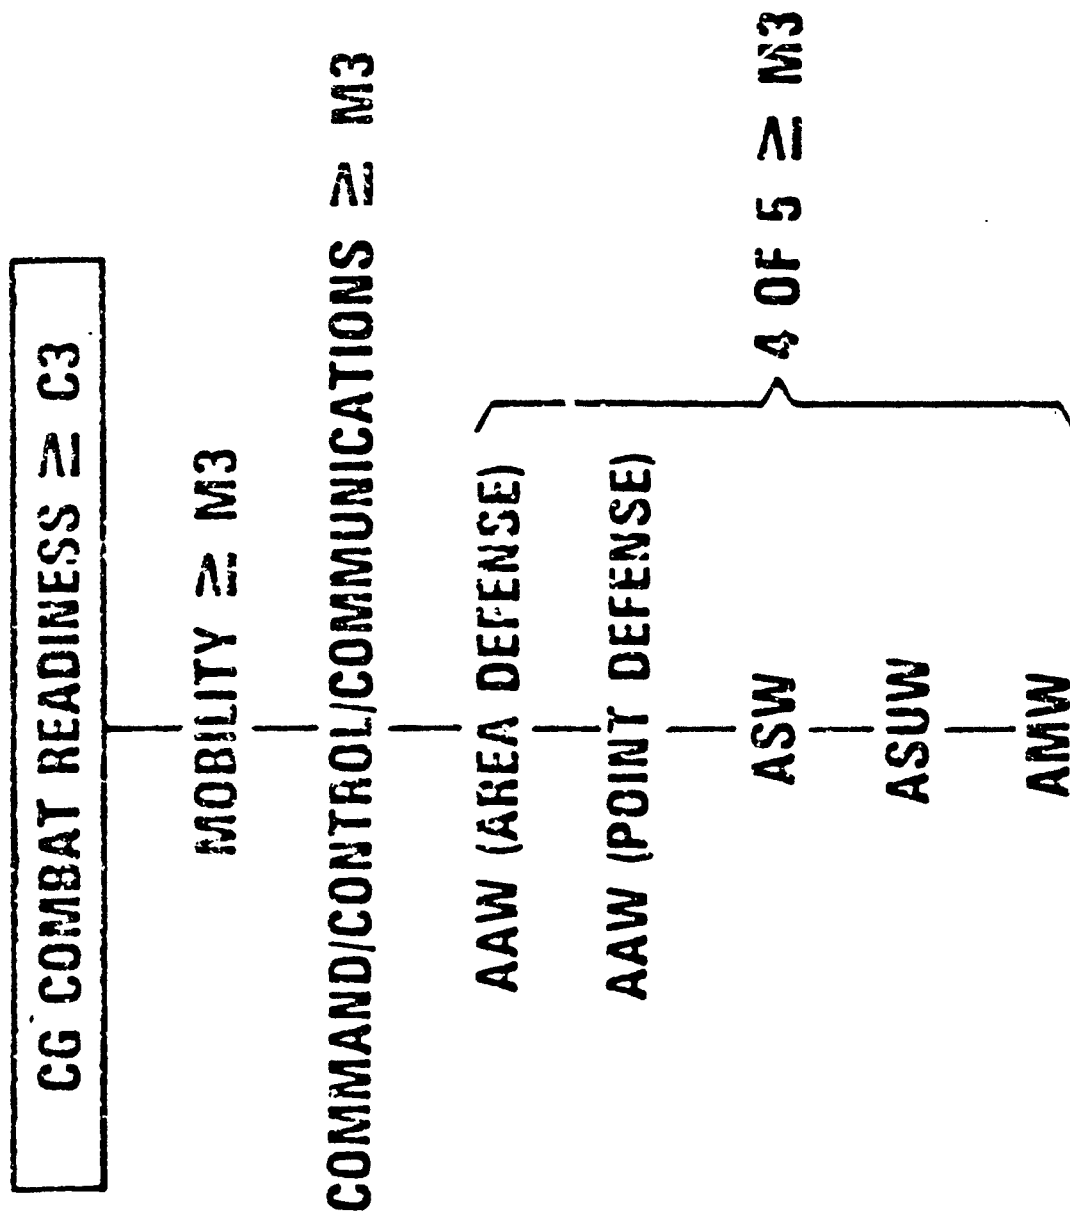 CG COMBAT READINESS ≥ C3
MOBILITY ≥ M3
COMMAND/CONTROL/COMMUNICATIONS ≥ M3
AAW (AREA DEFENSE)
AAW (POINT DEFENSE)
ASW
ASUW
AMW
4 OF 5 ≥ M3